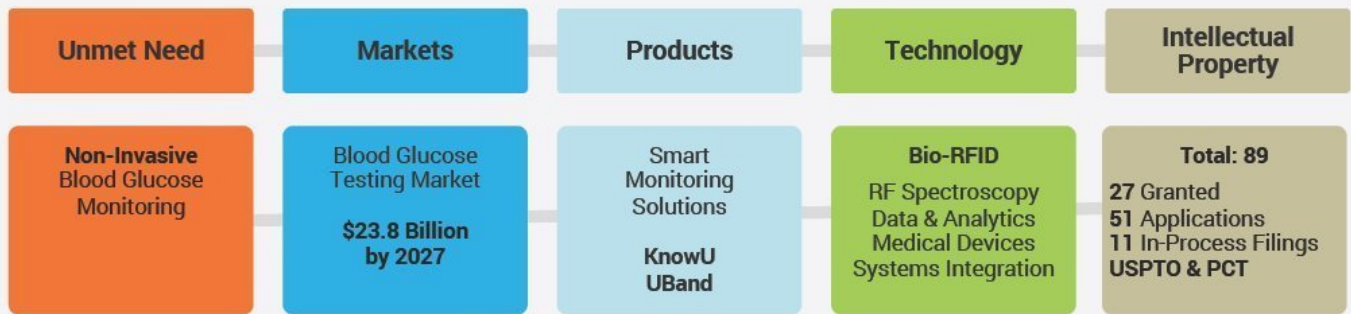 Unmet Need
Markets
Products
Technology
Intellectual
Property
Non-Invasive
Blood Glucose
Monitoring
Blood Glucose
Testing Market
$23.8 Billion
by 2027
Smart
Monitoring
Solutions
KnowU
UBand
Bio-RFID
RF Spectroscopy
Data & Analytics
Medical Devices
Systems Integration
Total: 89
27 Granted
51 Applications
11 In-Process Filings
USPTO & PCT